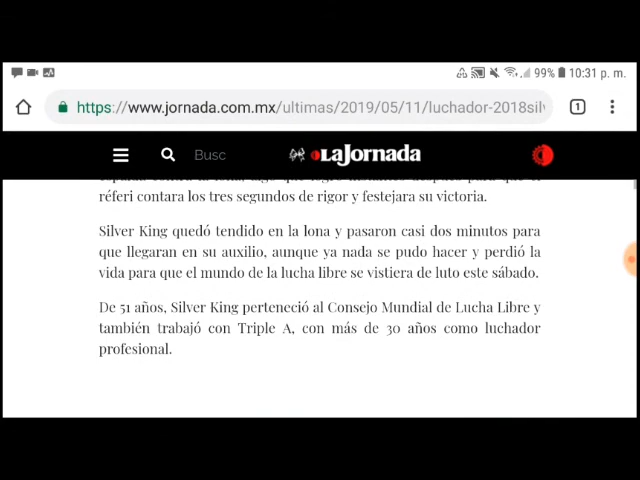 99% 10:31 p. m.
https://www.jornada.com.mx/ultimas/2019/05/11/luchador-2018silv
1
Busc
LaJornada
réferi contara los tres segundos de rigor y festejara su victoria.
Silver King quedó tendido en la lona y pasaron casi dos minutos para
que llegaran en su auxilio, aunque ya nada se pudo hacer y perdió la
vida para que el mundo de la lucha libre se vistiera de luto este sábado.
De 51 años, Silver King perteneció al Consejo Mundial de Lucha Libre y
también trabajó con Triple A, con más de 30 años como luchador
profesional.